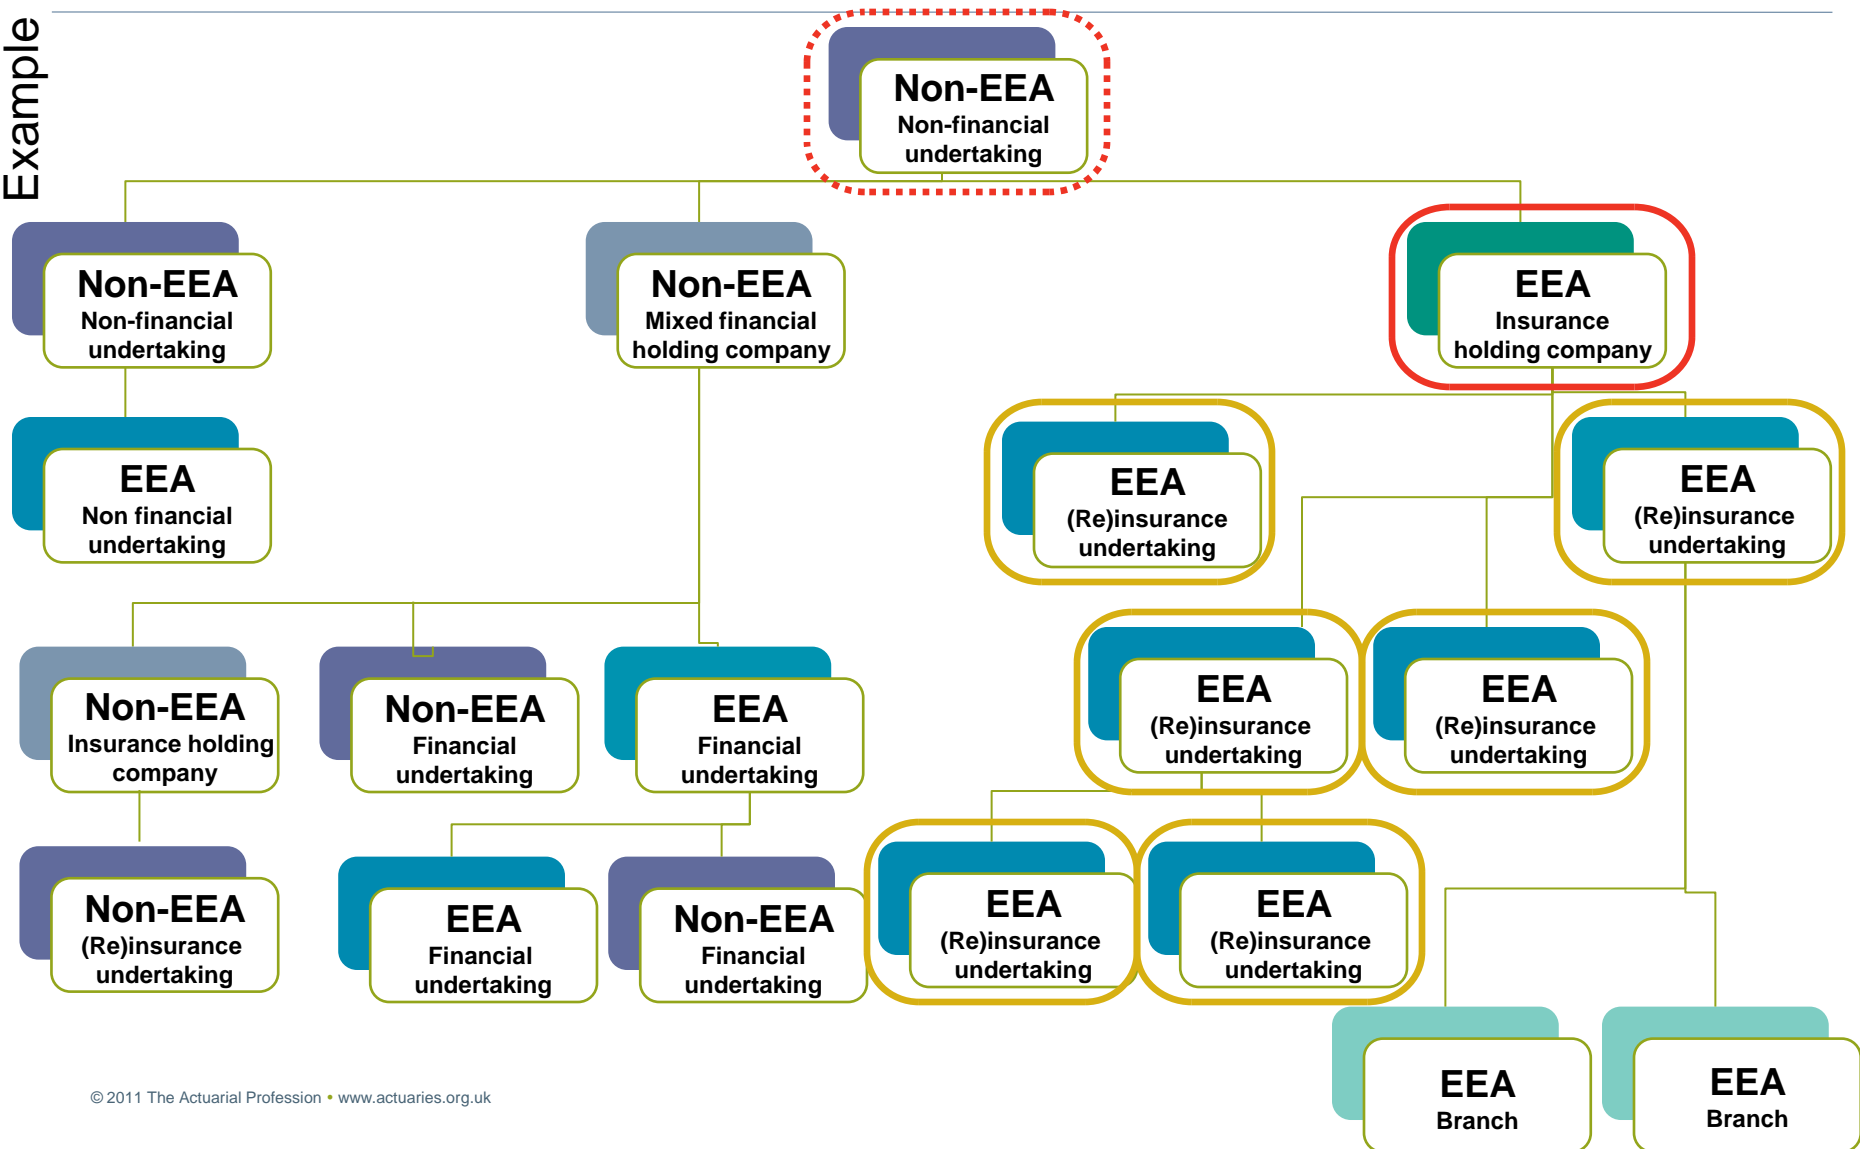 Example
Non-EEA
Non-financial
undertaking
Non-EEA
Non-financial
undertaking
Non-EEA
Mixed financial
holding company
EEA
Insurance
holding company
EEA
Non financial
undertaking
EEA
(Re)insurance
undertaking
EEA
(Re)insurance
undertaking
Non-EEA
Insurance holding
company
Non-EEA
Financial
undertaking
EEA
Financial
undertaking
EEA
(Re)insurance
undertaking
EEA
(Re)insurance
undertaking
Non-EEA
(Re)insurance
undertaking
EEA
Financial
undertaking
Non-EEA
Financial
undertaking
EEA
(Re)insurance
undertaking
EEA
(Re)insurance
undertaking
EEA
Branch
EEA
Branch
© 2011 The Actuarial Profession • www.actuaries.org.uk